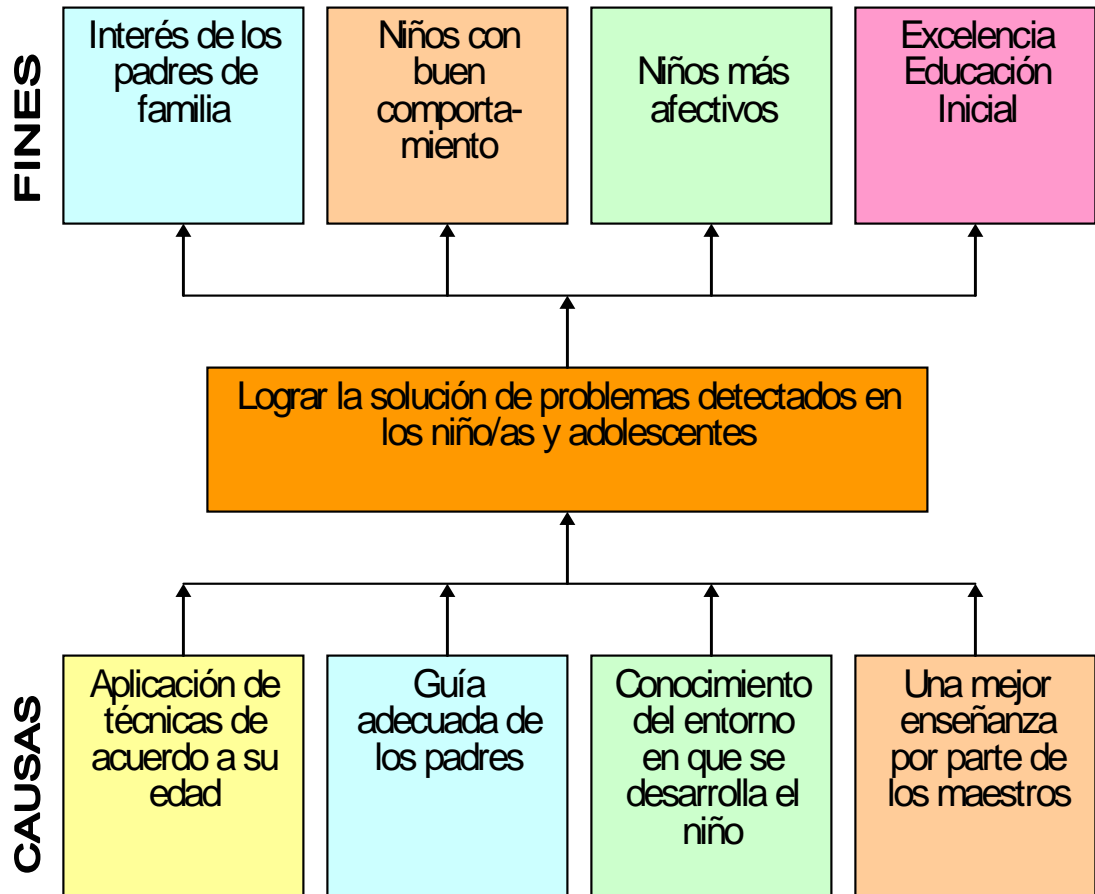 FINES
Interés de los
padres de
familia
Niños con
buen
comporta-
miento
Niños más
afectivos
Excelencia
Educación
Inicial
Lograr la solución de problemas detectados en
los niño/as y adolescentes
CAUSAS
Aplicación de
técnicas de
acuerdo a su
edad
Guía
adecuada de
los padres
Conocimiento
del entorno
en que se
desarrolla el
niño
Una mejor
enseñanza
por parte de
los maestros